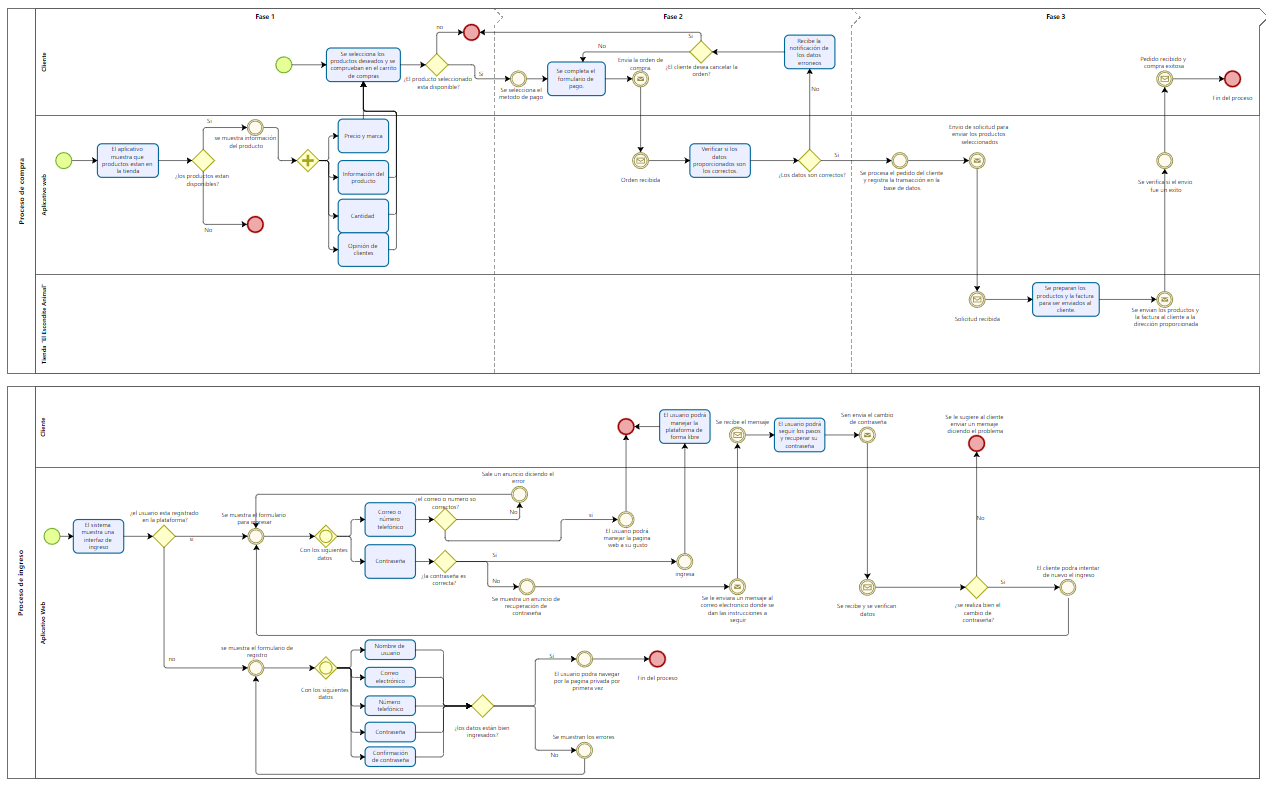 Fase 1
Fase 2
Fase 3
Proceso de compra
Cliente
Aplicativo web
Tienda "El Escondite Animal"
Se selecciona los
productos deseados y se
comprueban en el carrito
de compras
no
¿El producto seleccionado
esta disponible?
Si
Se selecciona el
metodo de pago
No
Se completa el
formulario de
pago.
Envia la orden de
compra.
Si
¿El cliente desea cancelar la
orden?
Recibe la
notificación de
los datos
erroneos
No
Pedido recibido y
compra exitosa
Fin del proceso
El aplicativo
muestra que
productos estan en
la tienda
Si
¿los productos estan
disponibles?
No
se muestra información
del producto
Precio y marca
Información del
producto
Cantidad
Opinión de
clientes
Orden recibida
Verificar si los
datos
proporcionados son
los correctos.
¿Los datos son correctos?
Si
Se procesa el pedido del cliente
y registra la transacción en la
base de datos.
Envio de solicitud para
enviar los productos
seleccionados
Se verifica si el envio
fue un exito
Solicitud recibida
Se preparan los
productos y la factura
para ser enviados al
cliente.
Se envian los productos y
la factura al cliente a la
dirección proporcionada
Proceso de ingreso
Cliente
Aplicativo Web
El usuario podrá
manejar la
plataforma de
forma libre
Se recibe el mensaje
El usuario podrá
seguir los pasos
y recuperar su
contraseña
Sen envia el cambio
de contraseña
Se le sugiere al cliente
enviar un mensaje
diciendo el problema
El sistema
muestra una
interfaz de
ingreso
¿el usuario esta registrado
en la plataforma?
si
no
Se muestra el formulario
para ingresar
Con los siguientes
datos
Sale un anuncio diciendo el
error
Correo o
número
telefónico
¿el correo o numero so
correctos?
No
si
El usuario podrá
manejar la pagina
web a su gusto
Contraseña
¿la contraseña es
correcta?
Si
ingresa
No
Se muestra un anuncio de
recuperación de
contraseña
Se le enviara un mensaje al
correo electronico donde se
dan las instrucciones a
seguir
Se recibe y se verifican
datos
¿se realiza bien el
cambio de
contraseña?
No
Si
El cliente podra intentar
de nuevo el ingreso
se muestra el formulario de
registro
Con los siguientes
datos
Nombre de
usuario
Correo
electrónico
Número
telefónico
Contraseña
Confirmación
de contraseña
¿los datos están bien
ingresados?
Si
El usuario podra navegar
por la pagina privada por
primera vez
Fin del proceso
No
Se muestran los errores